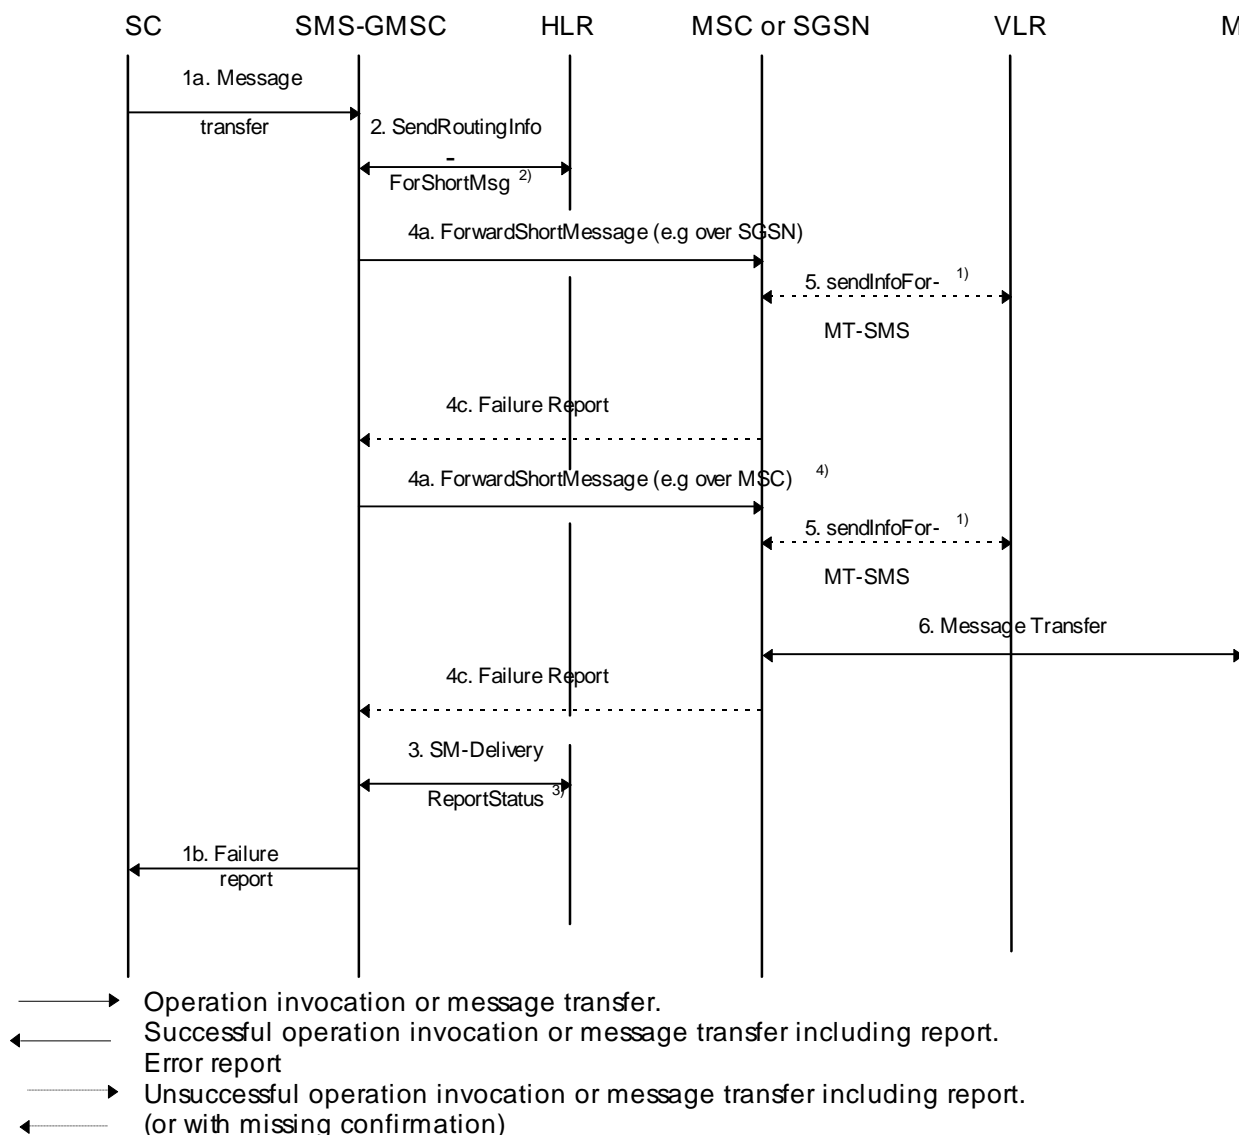 SC SMS-GMSC HLR MSC or SGSN VLR M
1a. Message
transfer
2. SendRoutingInfo
-
ForShortMsg 2)
4a. ForwardShortMessage (e.g over SGSN)
5. sendInfoFor- 1)
MT-SMS
4c. Failure Report
4a. ForwardShortMessage (e.g over MSC) 4)
5. sendInfoFor- 1)
MT-SMS
6. Message Transfer
4c. Failure Report
3. SM-Delivery
ReportStatus 3)
1b. Failure
report
Operation invocation or message transfer.
Successful operation invocation or message transfer including report.
Error report
Unsuccessful operation invocation or message transfer including report.
(or with missing confirmation)